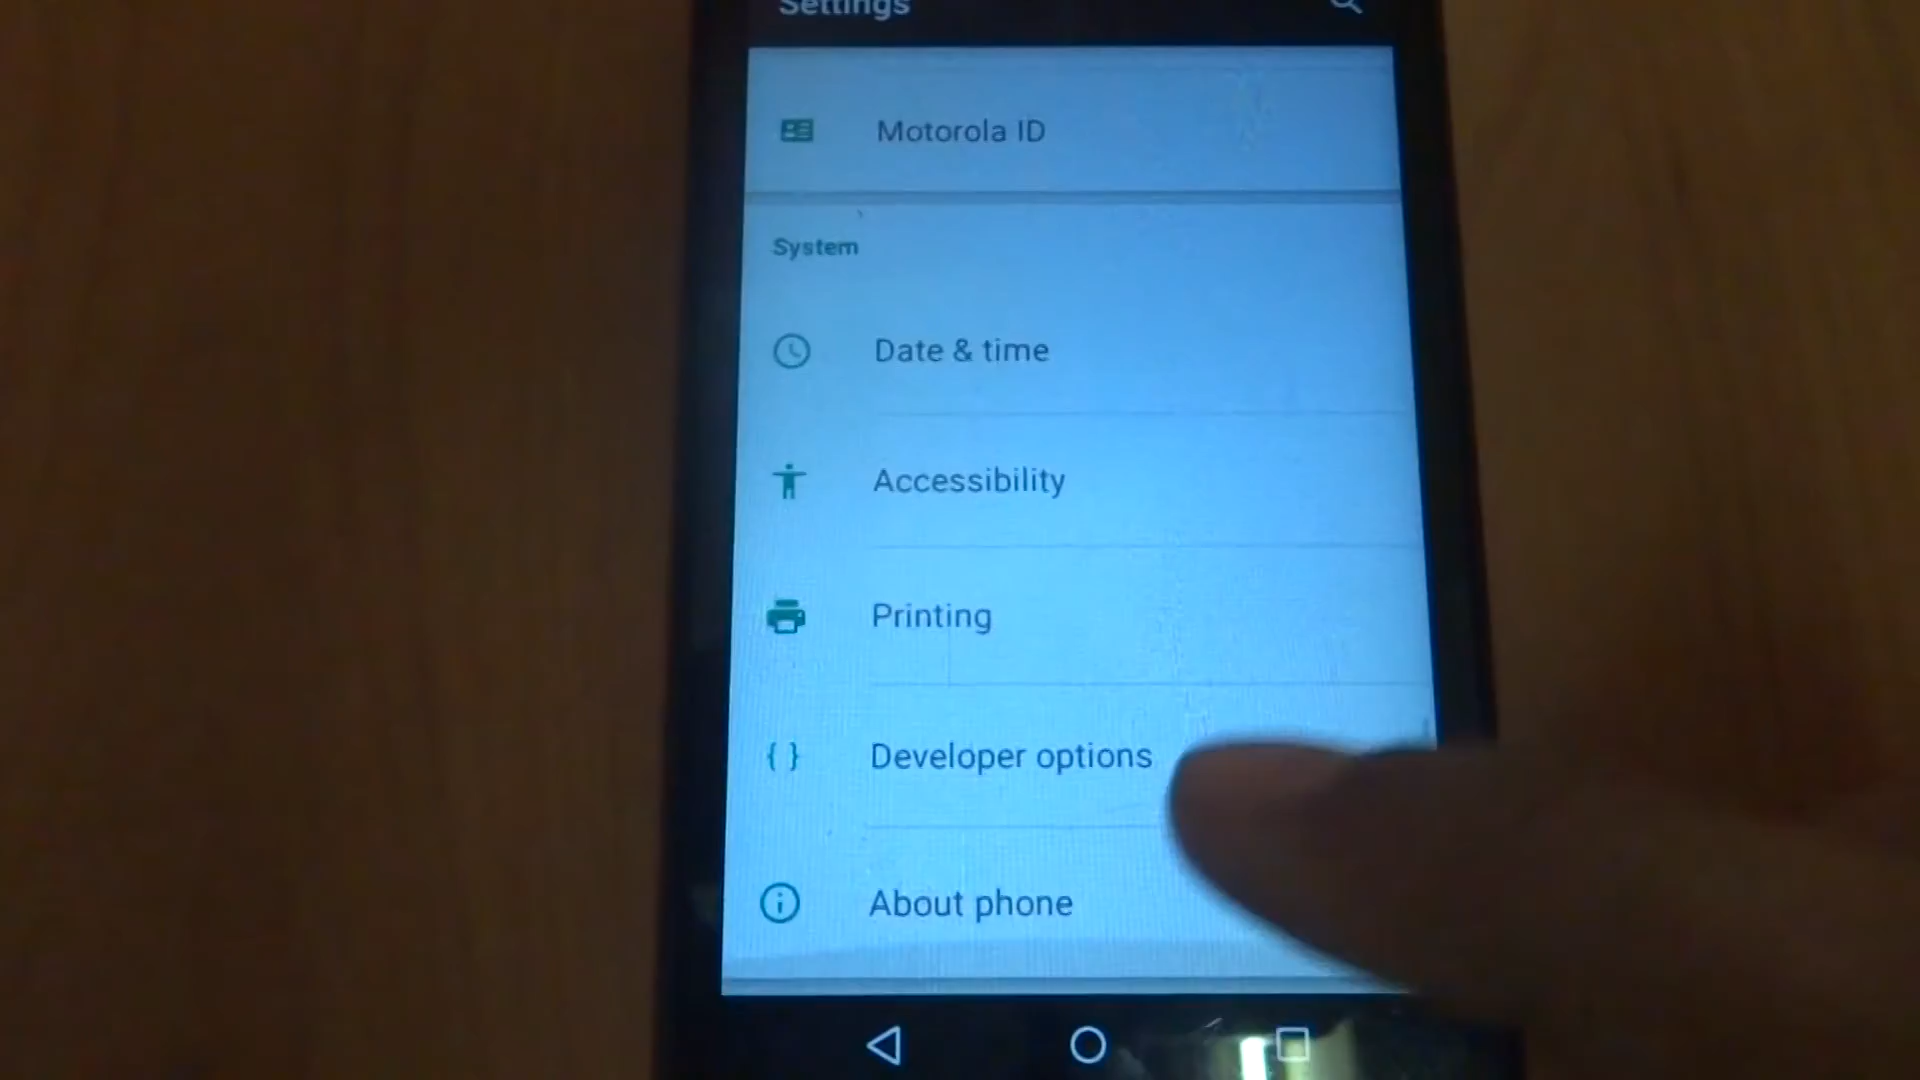 Settings
Motorola ID
System
Date & time
Accessibility
Printing
{ } Developer options
About phone